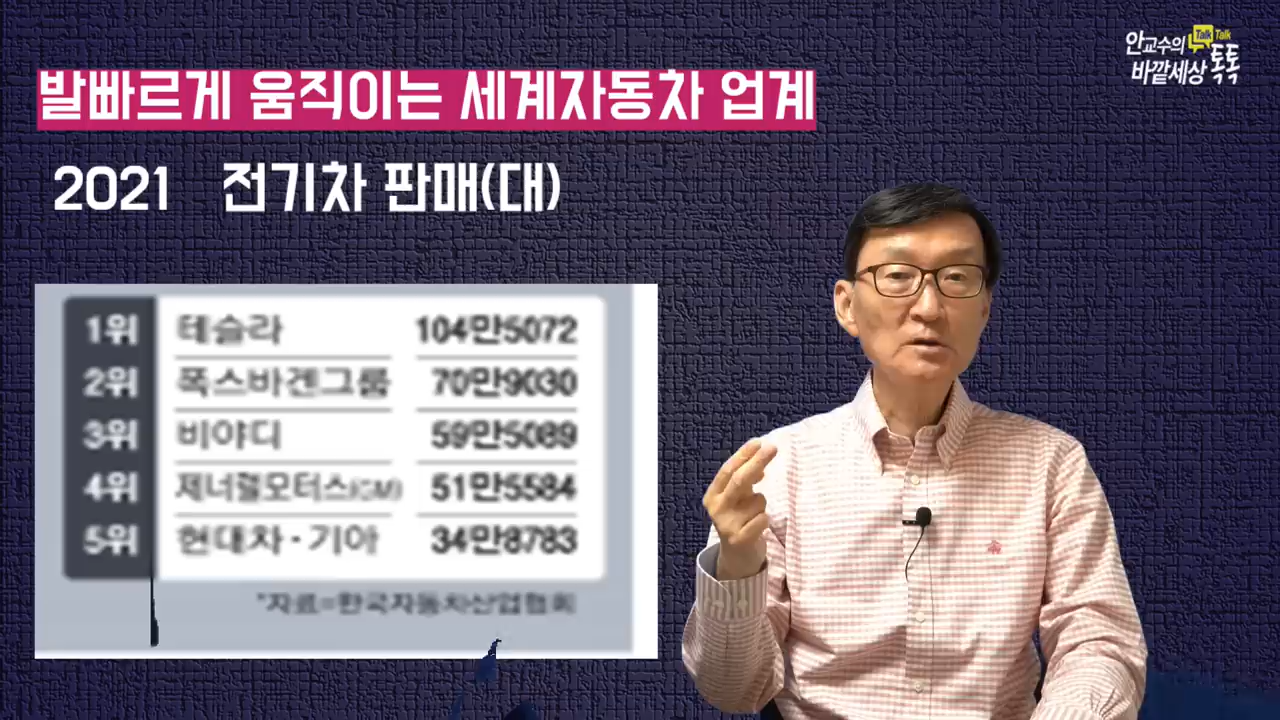 안교수의 Talk Talk
바깥세상 톡톡
발빠르게 움직이는 세계자동차 업계
2021 전기차 판매(대)
1위 테슬라 104만5072
2위 폭스바겐그룹 70만9030
3위 비야디 59만5089
4위 제너럴모터스(GM) 51만5584
5위 현대차·기아 34만8783
*자료=한국자동차산업협회